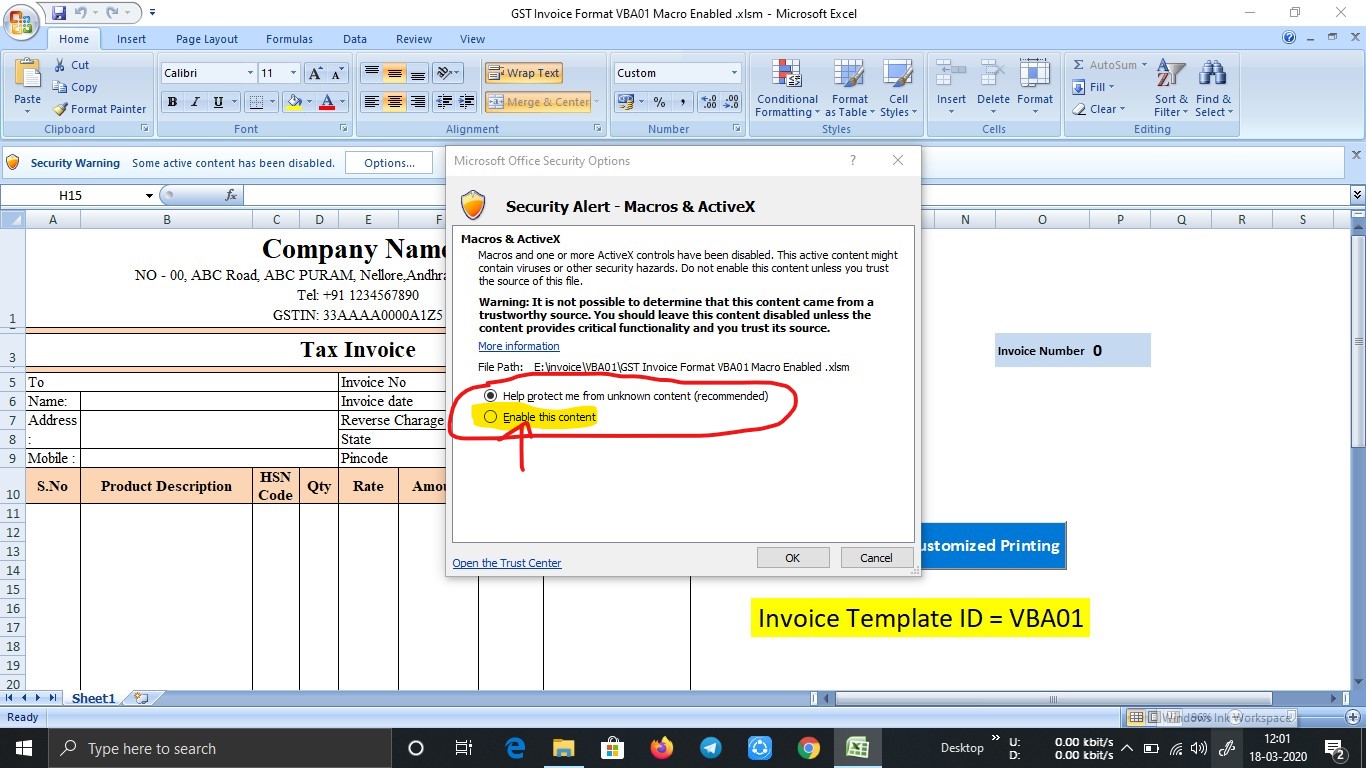 GST Invoice Format VBA01 Macro Enabled .xlsm - Microsoft Excel
Home Insert Page Layout Formulas Data Review View
Paste
Cut
Copy
Format Painter
Clipboard
Calibri 11
B I U
Font
Wrap Text
Merge & Center
Alignment
Custom
Number
Conditional Formatting
Format as Table
Cell Styles
Styles
Insert Delete Format
Cells
AutoSum
Fill
Clear
Sort & Filter
Find & Select
Editing
Security Warning Some active content has been disabled. Options...
H15 fx
A B C D E F N O P Q R S
Company Nam
NO - 00, ABC Road, ABC PURAM, Nellore,Andhra
Tel: +91 1234567890
1 GSTIN: 33AAAA0000A1Z5
3 Tax Invoice
5 To Invoice No
6 Name: Invoice date
7 Address Reverse Charage
8 : State
9 Mobile : Pincode
10 S.No Product Description HSN Code Qty Rate Amou
11
12
13
14
15
16
17
18
19
20
Microsoft Office Security Options ?
Security Alert - Macros & ActiveX
Macros & ActiveX
Macros and one or more ActiveX controls have been disabled. This active content might
contain viruses or other security hazards. Do not enable this content unless you trust
the source of this file.
Warning: It is not possible to determine that this content came from a
trustworthy source. You should leave this content disabled unless the
content provides critical functionality and you trust its source.
More information
File Path: E:\invoice\VBA01\GST Invoice Format VBA01 Macro Enabled .xlsm
Help protect me from unknown content (recommended)
Enable this content
Open the Trust Center
OK Cancel
Invoice Number 0
ustomized Printing
Invoice Template ID = VBA01
Sheet1
Ready
86%
Windows Ink Workspace
Type here to search
Desktop
U: 0.00 kbit/s
D: 0.00 kbit/s
12:01
18-03-2020
2